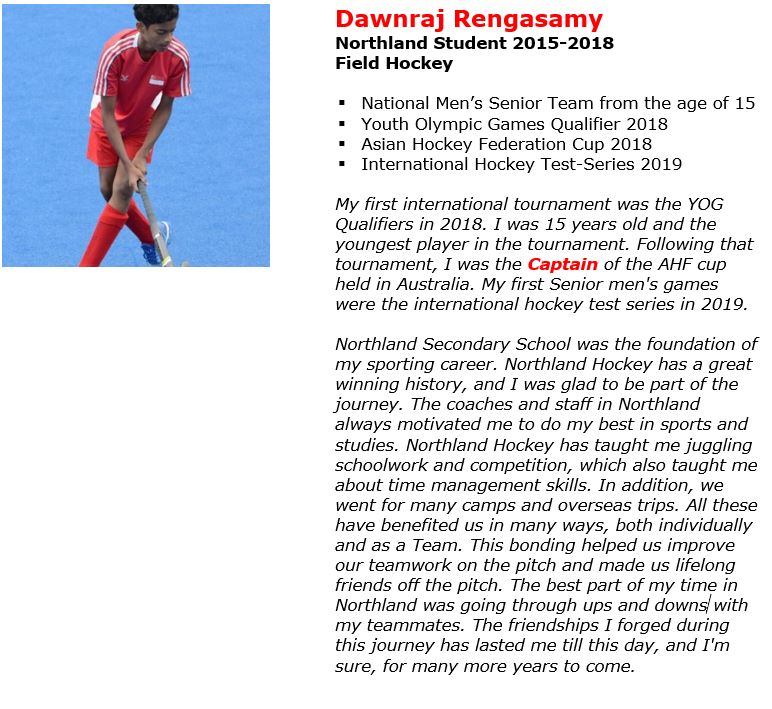 Dawnraj Rengasamy
Northland Student 2015-2018
Field Hockey
▪ National Men’s Senior Team from the age of 15
▪ Youth Olympic Games Qualifier 2018
▪ Asian Hockey Federation Cup 2018
▪ International Hockey Test-Series 2019
My first international tournament was the YOG
Qualifiers in 2018. I was 15 years old and the
youngest player in the tournament. Following that
tournament, I was the Captain of the AHF cup
held in Australia. My first Senior men's games
were the international hockey test series in 2019.
Northland Secondary School was the foundation of
my sporting career. Northland Hockey has a great
winning history, and I was glad to be part of the
journey. The coaches and staff in Northland
always motivated me to do my best in sports and
studies. Northland Hockey has taught me juggling
schoolwork and competition, which also taught me
about time management skills. In addition, we
went for many camps and overseas trips. All these
have benefited us in many ways, both individually
and as a Team. This bonding helped us improve
our teamwork on the pitch and made us lifelong
friends off the pitch. The best part of my time in
Northland was going through ups and downs with
my teammates. The friendships I forged during
this journey has lasted me till this day, and I'm
sure, for many more years to come.